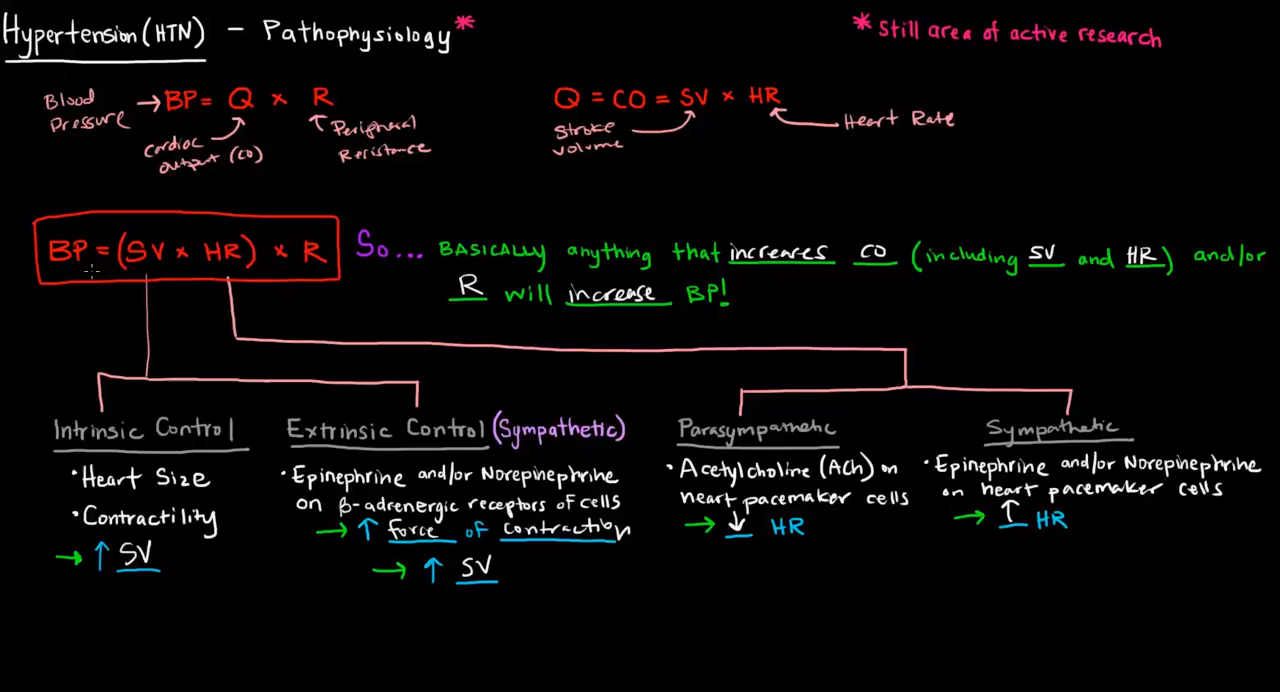 Hypertension (HTN) - Pathophysiology*
* Still area of active research
Blood
Pressure → BP = Q × R
Cardiac
output (CO)
Peripheral
Resistance
Q = CO = SV × HR
Stroke
volume
Heart Rate
BP = (SV × HR) × R
So... BASICALLY anything that increases CO (including SV and HR) and/or
R will increase BP!
Intrinsic Control
• Heart Size
• Contractility
→ ↑ SV
Extrinsic Control (Sympathetic)
• Epinephrine and/or Norepinephrine
on β-adrenergic receptors of cells
→ ↑ force of contraction
→ ↑ SV
Parasympathetic
• Acetylcholine (ACh) on
heart pacemaker cells
→ ↓ HR
Sympathetic
• Epinephrine and/or Norepinephrine
on heart pacemaker cells
→ ↑ HR